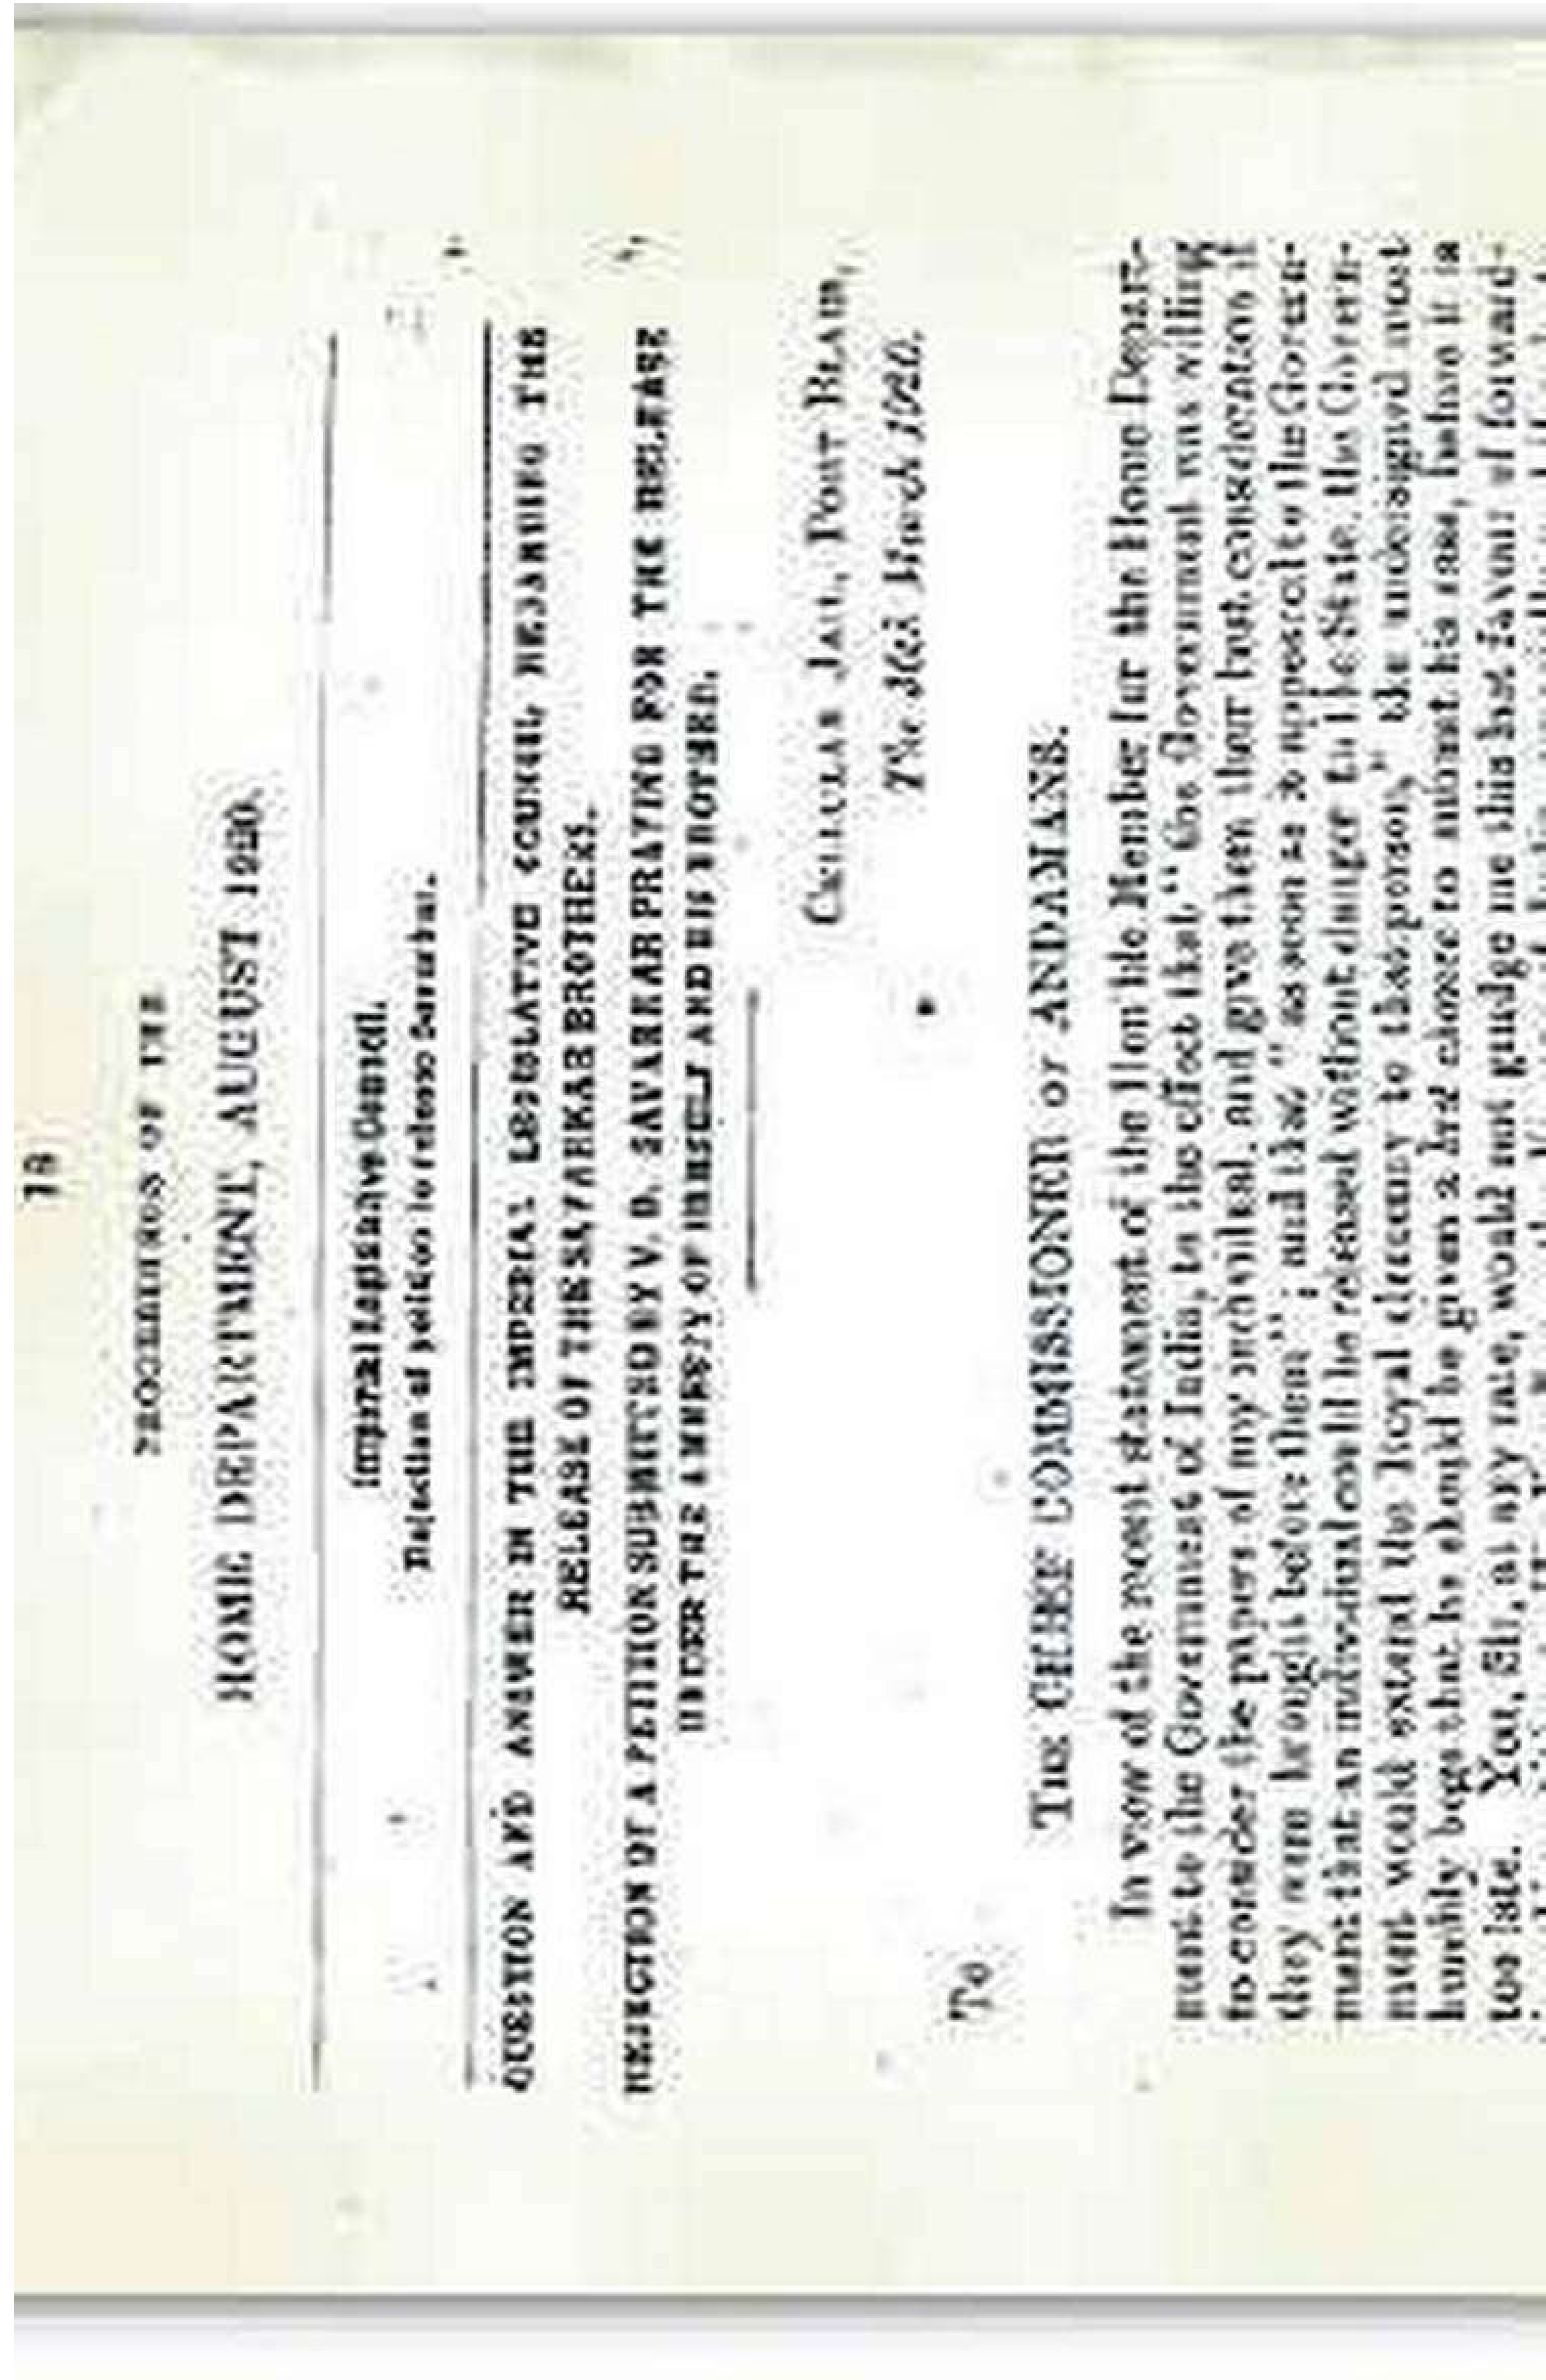 18
PROCEEDINGS OF THE
HOME DEPARTMENT, AUGUST 1920.
Imperial Legislative Council.
Rejection of petition to release Savarkar.
QUESTION AND ANSWER IN THE IMPERIAL LEGISLATIVE COUNCIL REGARDING THE
RELEASE OF THE SAVARKAR BROTHERS.
REJECTION OF A PETITION SUBMITTED BY V. D. SAVARKAR PRAYING FOR THE RELEASE
UNDER THE AMNESTY OF HIMSELF AND HIS BROTHER.
CELLULAR JAIL, PORT BLAIR,
The March 1920.
To
THE CHIEF COMMISSIONER OF ANDAMANS.
In view of the recent statement of the Hon'ble Member for the Home Depart-
ment to the Government of India, to the effect that "the Government was willing
to consider the papers of any individual, and give them their best consideration if
they were brought before them"; and that "as soon as it appeared to the Govern-
ment that an individual could be released without danger to the State, the Govern-
ment would extend the Royal clemency to that person," the undersigned most
humbly begs that he should be given a last chance to submit his case, before it is
too late. You, Sir, at any rate, would not grudge me this last favour of forward-